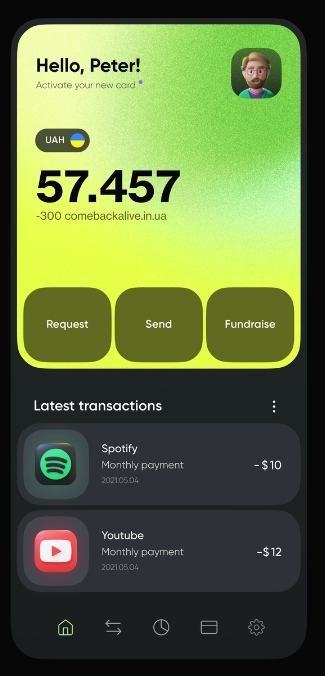 Hello, Peter!
Activate your new card
UAH
57.457
-300 comebackalive.in.ua
Request
Send
Fundraise
Latest transactions
Spotify
Monthly payment
-$10
2021.05.04
Youtube
Monthly payment
-$12
2021.05.04